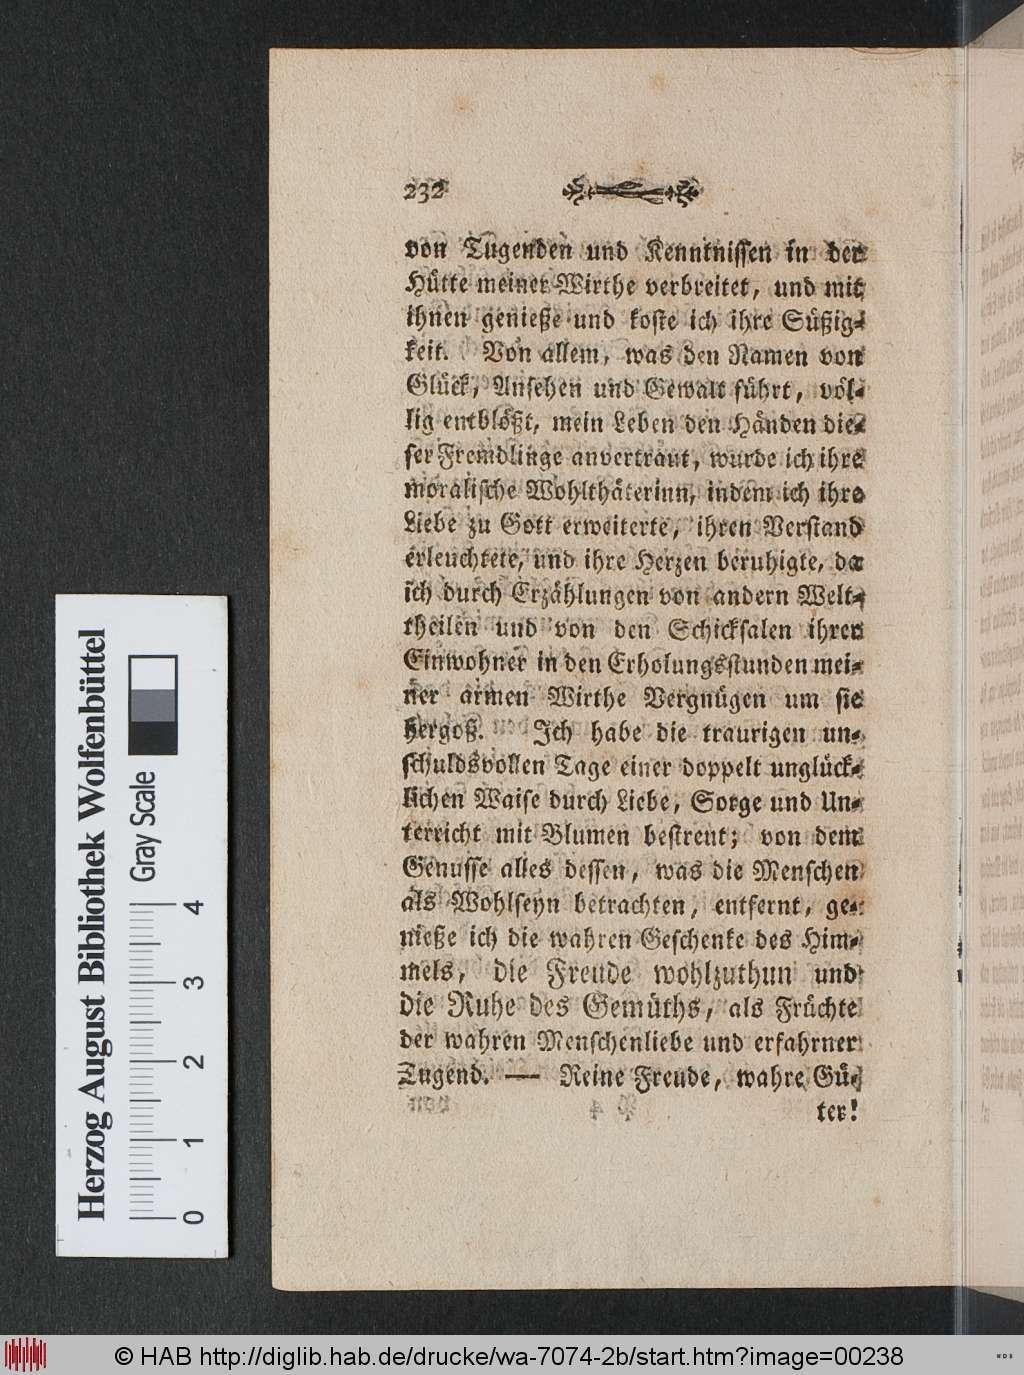 232
von Tugenden und Kenntnissen in der
Hütte meiner Wirthe verbreitet, und mit
ihnen genieße und koste ich ihre Süßig-
keit. Von allem, was den Namen von
Glück, Ansehen und Gewalt führt, völ-
lig entblößt, mein Leben den Händen die-
ser Fremdlinge anvertraut, wurde ich ihre
moralische Wohlthäterinn, indem ich ihre
Liebe zu Gott erweiterte, ihren Verstand
erleuchtete, und ihre Herzen beruhigte, da
ich durch Erzählungen von andern Welt-
theilen und von den Schicksalen ihrer
Einwohner in den Erholungsstunden mei-
ner armen Wirthe Vergnügen um sie
hergoß. Ich habe die traurigen un-
schuldsvollen Tage einer doppelt unglück-
lichen Waise durch Liebe, Sorge und Un-
terricht mit Blumen bestreut; von dem
Genusse alles dessen, was die Menschen
als Wohlseyn betrachten, entfernt, ge-
nieße ich die wahren Geschenke des Him-
mels, die Freude wohlzuthun und
die Ruhe des Gemüths, als Früchte
der wahren Menschenliebe und erfahrner
Tugend. — Reine Freude, wahre Gü-
ter!
Herzog August Bibliothek Wolfenbüttel
Gray Scale
0 1 2 3 4
© HAB http://diglib.hab.de/drucke/wa-7074-2b/start.htm?image=00238